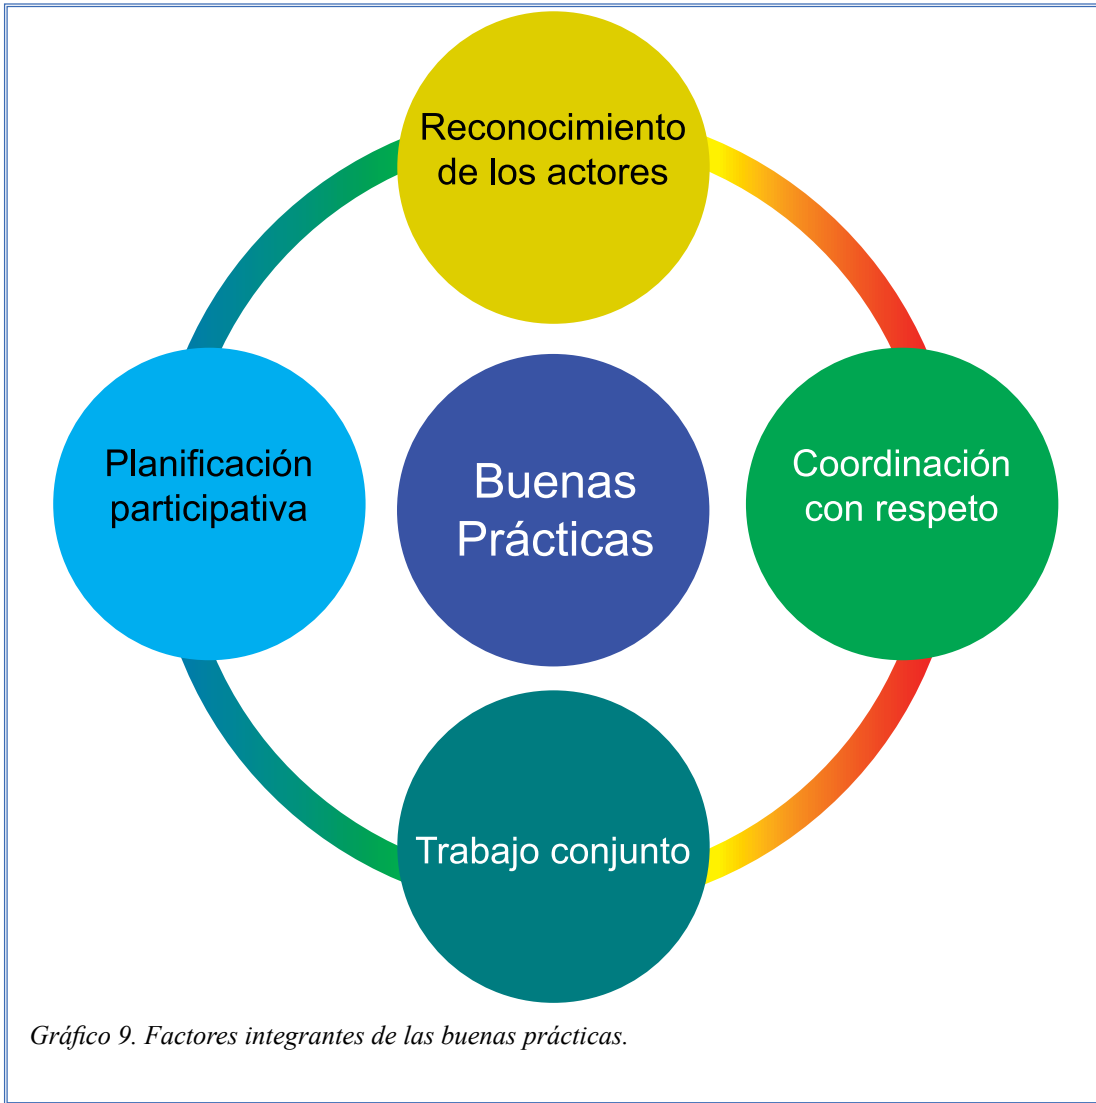 Reconocimiento
de los actores
Planificación
participativa
Buenas
Prácticas
Coordinación
con respeto
Trabajo conjunto
Gráfico 9. Factores integrantes de las buenas prácticas.